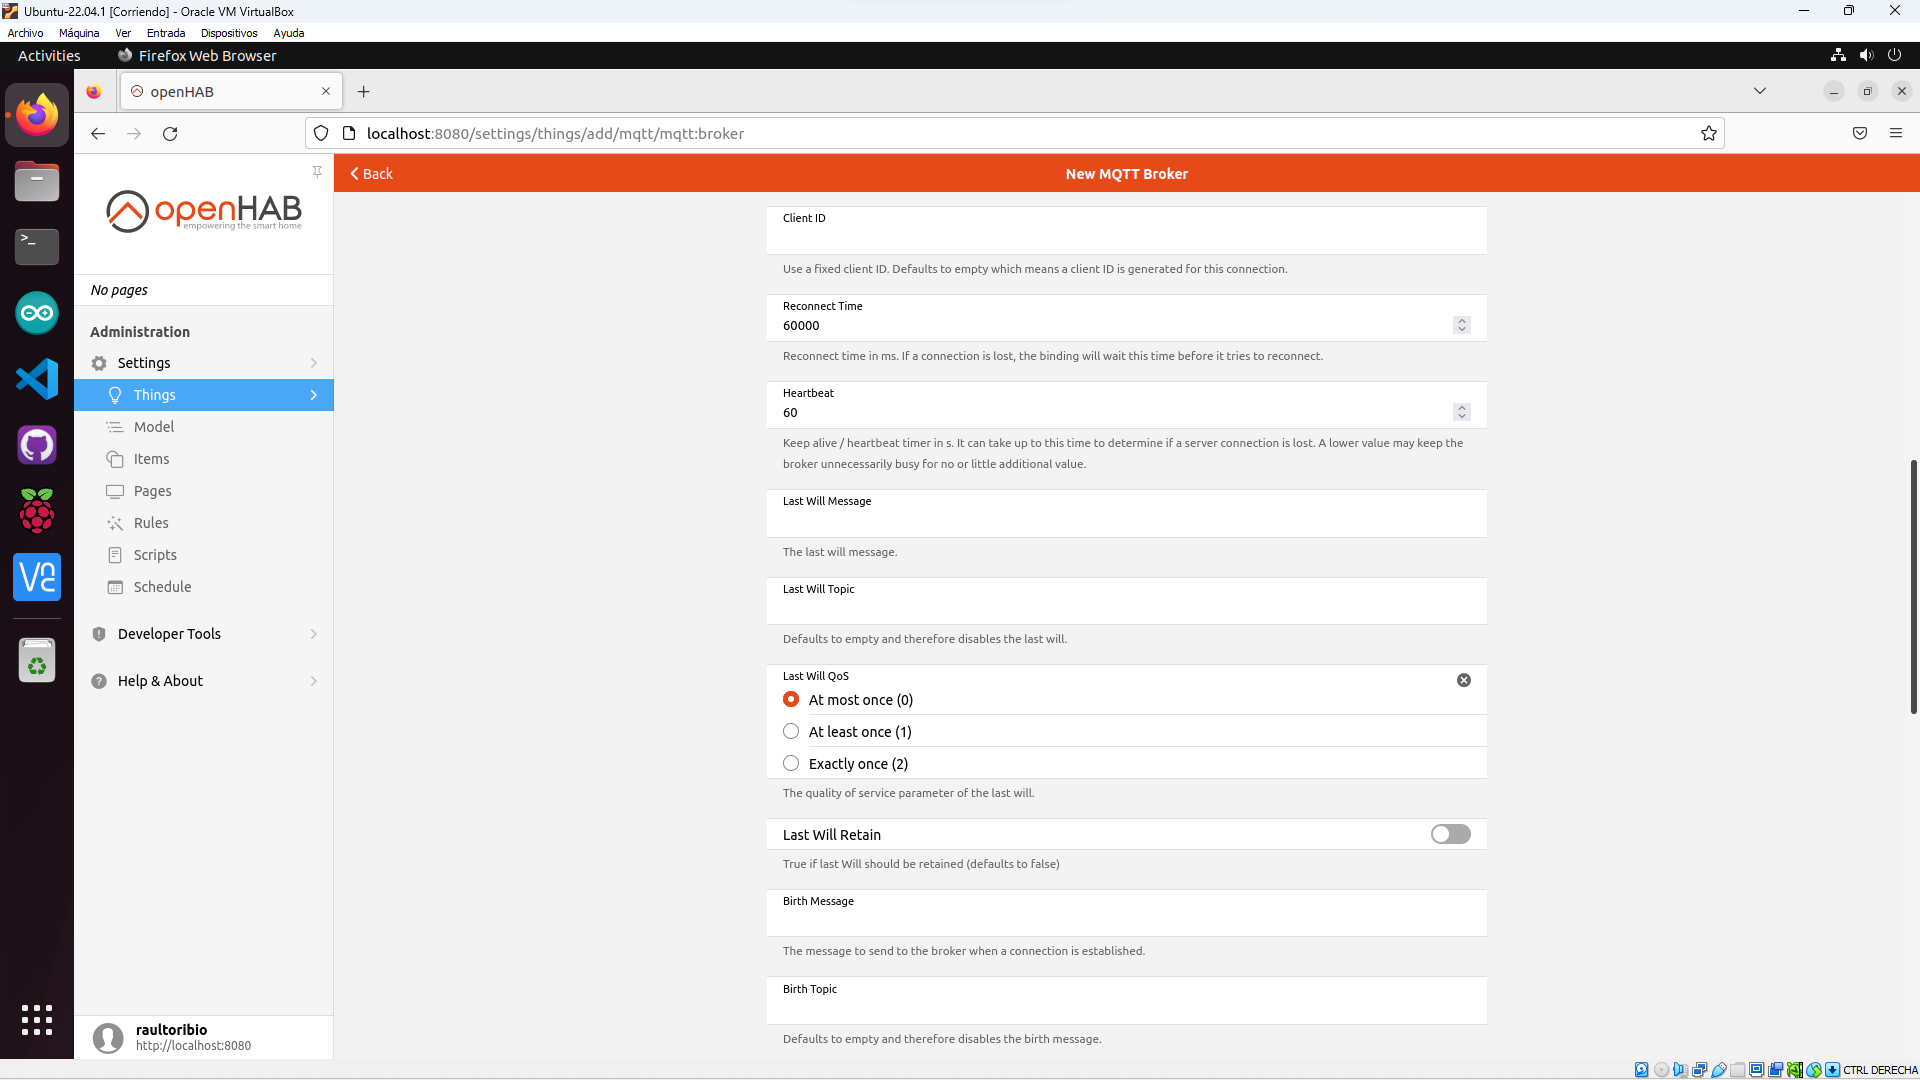 Ubuntu-22.04.1 [Corriendo] - Oracle VM VirtualBox
Archivo Máquina Ver Entrada Dispositivos Ayuda
Activities Firefox Web Browser
openHAB
localhost:8080/settings/things/add/mqtt/mqtt:broker
openHAB
empowering the smart home
No pages
Administration
Settings
Things
Model
Items
Pages
Rules
Scripts
Schedule
Developer Tools
Help & About
raultoribio
http://localhost:8080
Back
New MQTT Broker
Client ID
Use a fixed client ID. Defaults to empty which means a client ID is generated for this connection.
Reconnect Time
60000
Reconnect time in ms. If a connection is lost, the binding will wait this time before it tries to reconnect.
Heartbeat
60
Keep alive / heartbeat timer in s. It can take up to this time to determine if a server connection is lost. A lower value may keep the
broker unnecessarily busy for no or little additional value.
Last Will Message
The last will message.
Last Will Topic
Defaults to empty and therefore disables the last will.
Last Will QoS
At most once (0)
At least once (1)
Exactly once (2)
The quality of service parameter of the last will.
Last Will Retain
True if last Will should be retained (defaults to false)
Birth Message
The message to send to the broker when a connection is established.
Birth Topic
Defaults to empty and therefore disables the birth message.
CTRL DERECHA